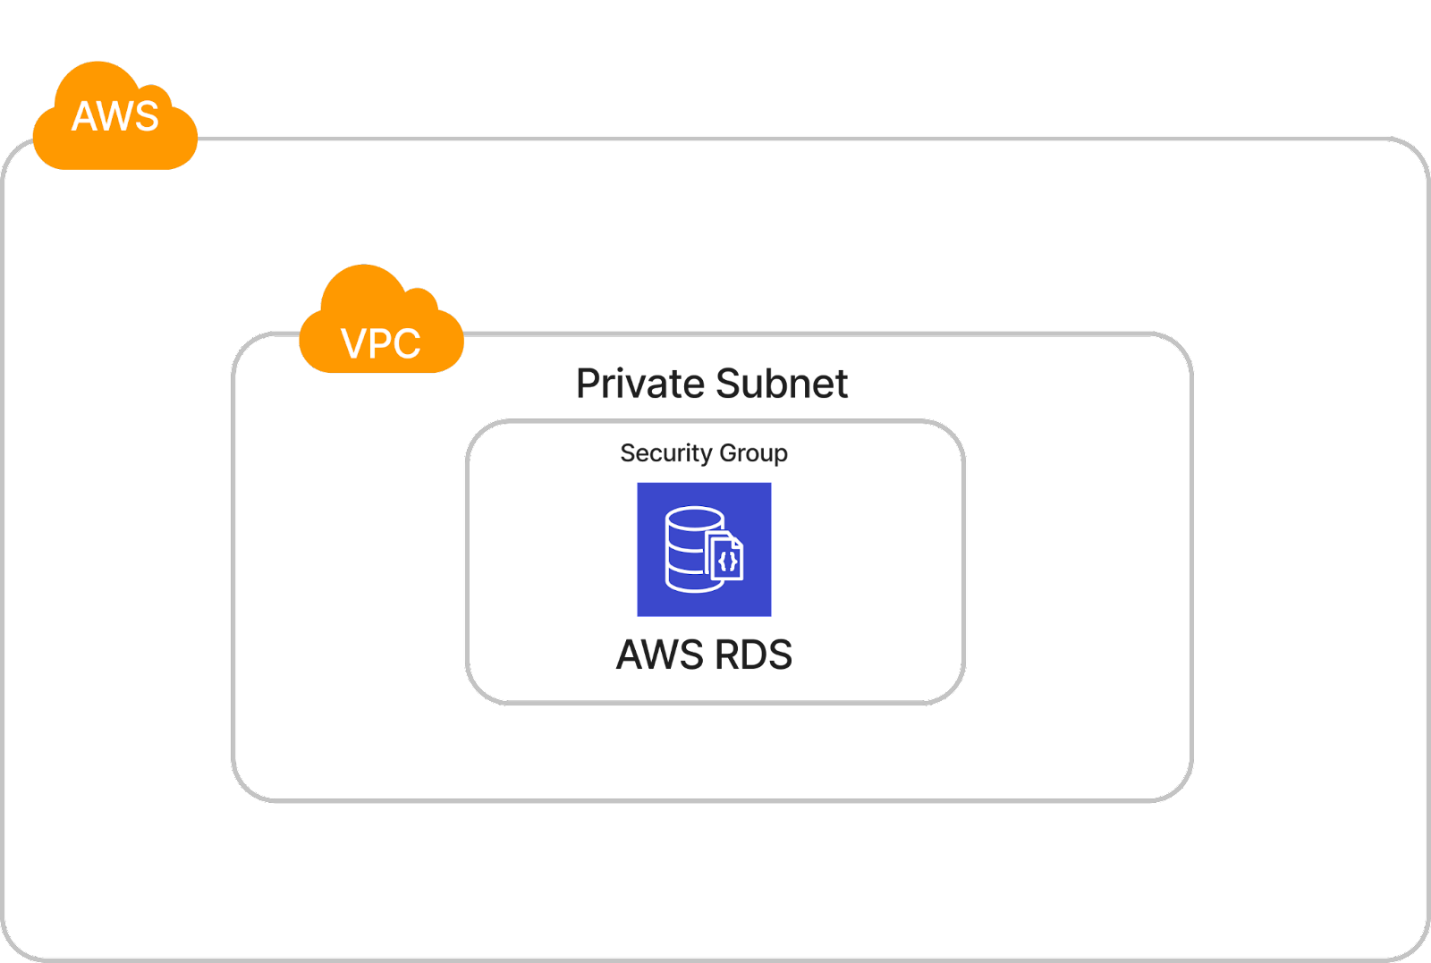 AWS
VPC
Private Subnet
Security Group
{}
AWS RDS